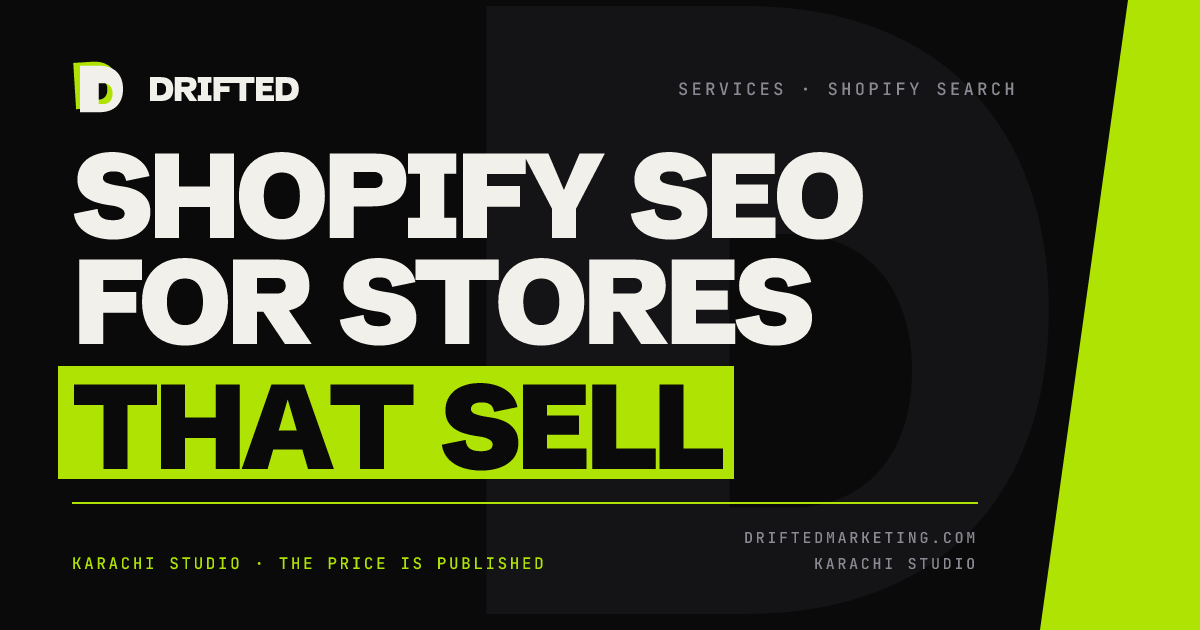 DRIFTED
SERVICES · SHOPIFY SEARCH
SHOPIFY SEO
FOR STORES
THAT SELL
KARACHI STUDIO · THE PRICE IS PUBLISHED
DRIFTEDMARKETING.COM
KARACHI STUDIO